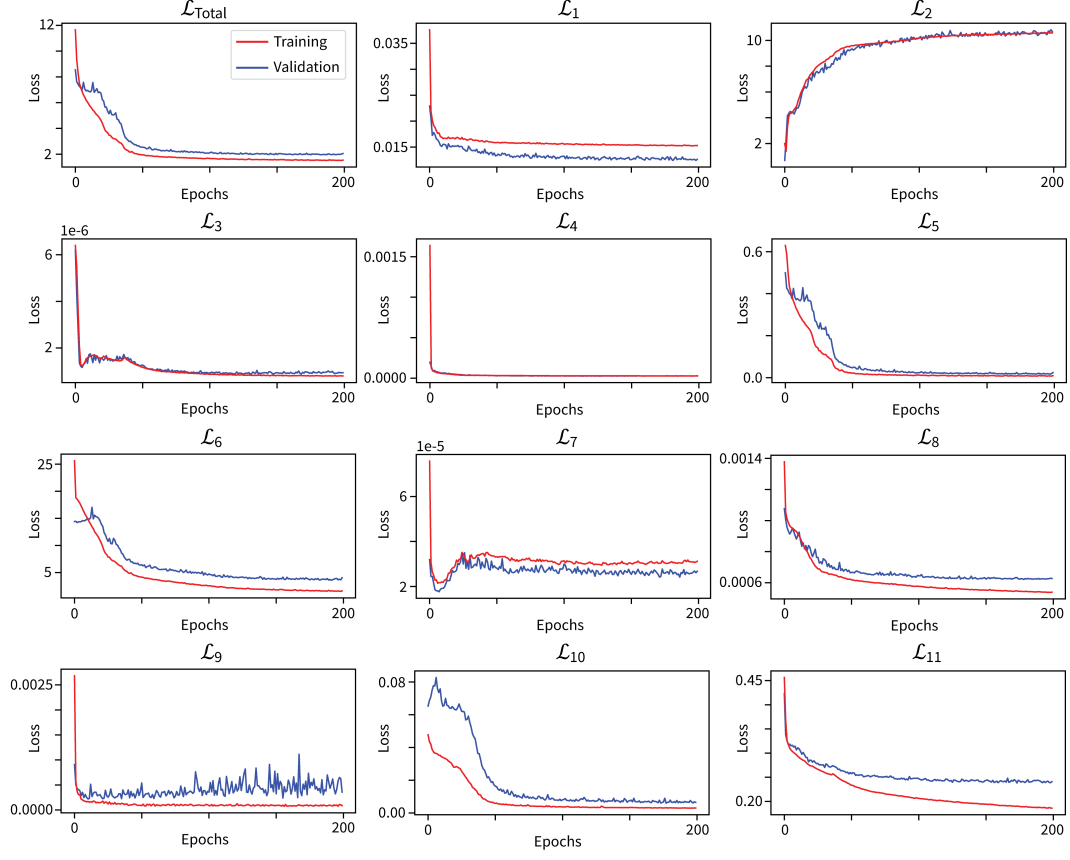 ℒTotal
12
2
Loss
0
200
Epochs
Training
Validation
ℒ1
0.035
0.015
Loss
0
200
Epochs
ℒ2
10
2
Loss
0
200
Epochs
ℒ3
1e-6
6
2
Loss
0
200
Epochs
ℒ4
0.0015
0.0000
Loss
0
200
Epochs
ℒ5
0.6
0.0
Loss
0
200
Epochs
ℒ6
25
5
Loss
0
200
Epochs
ℒ7
1e-5
6
2
Loss
0
200
Epochs
ℒ8
0.0014
0.0006
Loss
0
200
Epochs
ℒ9
0.0025
0.0000
Loss
0
200
Epochs
ℒ10
0.08
0.00
Loss
0
200
Epochs
ℒ11
0.45
0.20
Loss
0
200
Epochs